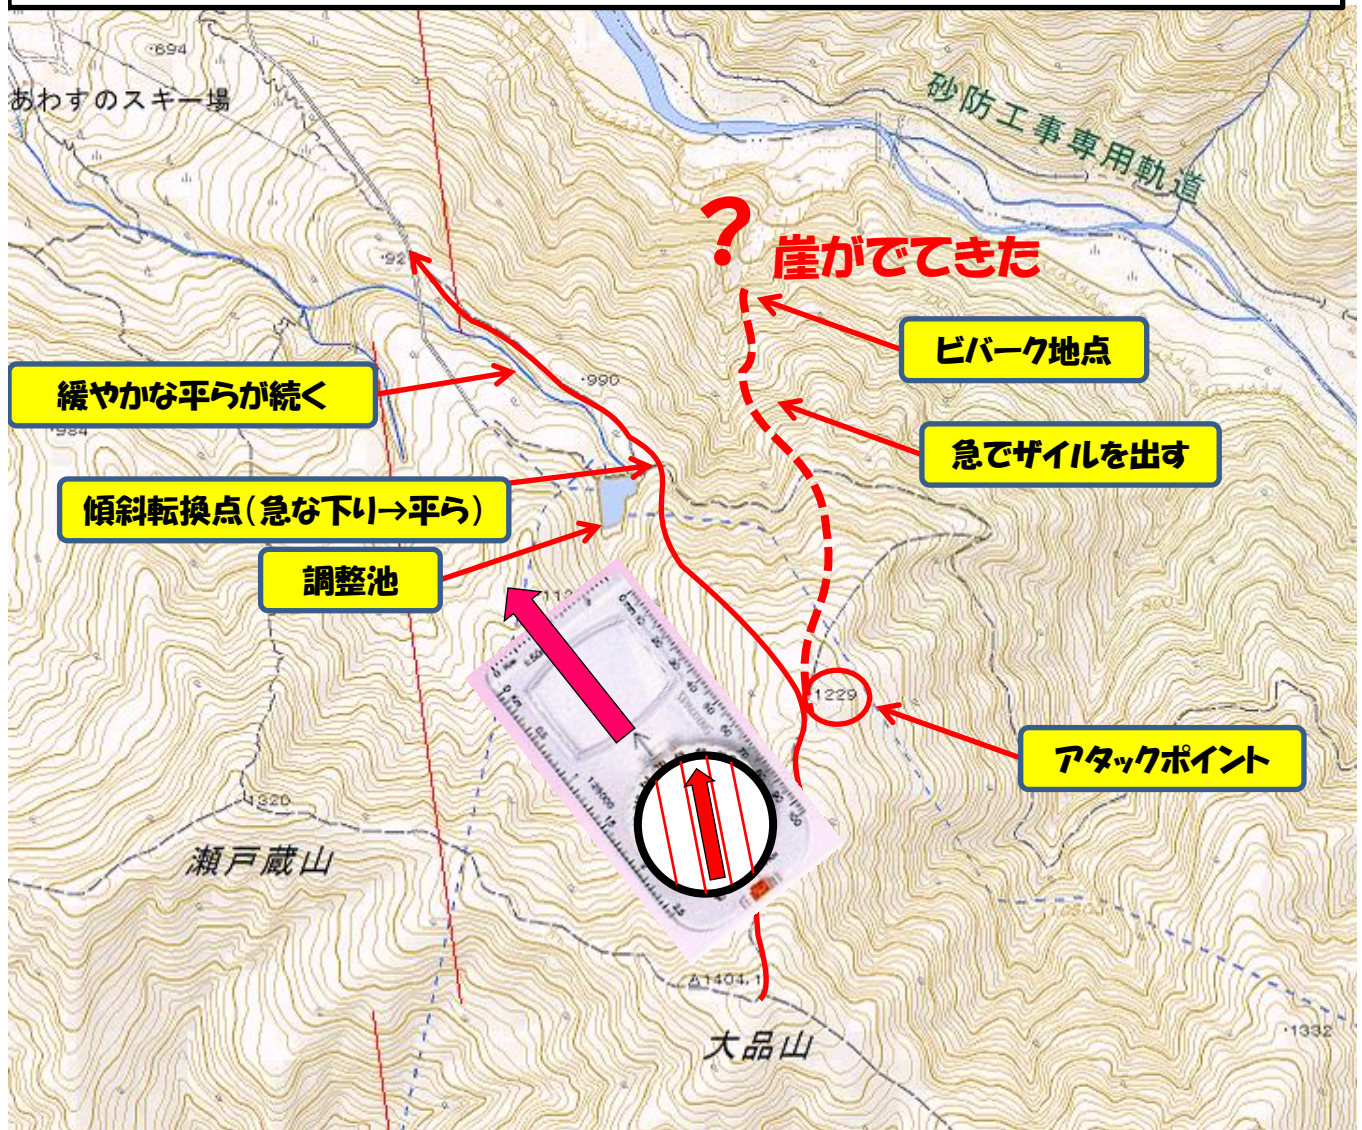 ・694
あわすのスキー場
砂防工事専用軌道
?
崖がでてきた
ビバーク地点
緩やかな平らが続く
・990
・984
急でザイルを出す
傾斜転換点(急な下り→平ら)
調整池
1229
アタックポイント
1320
瀬戸蔵山
△1404.1
大品山
・1332